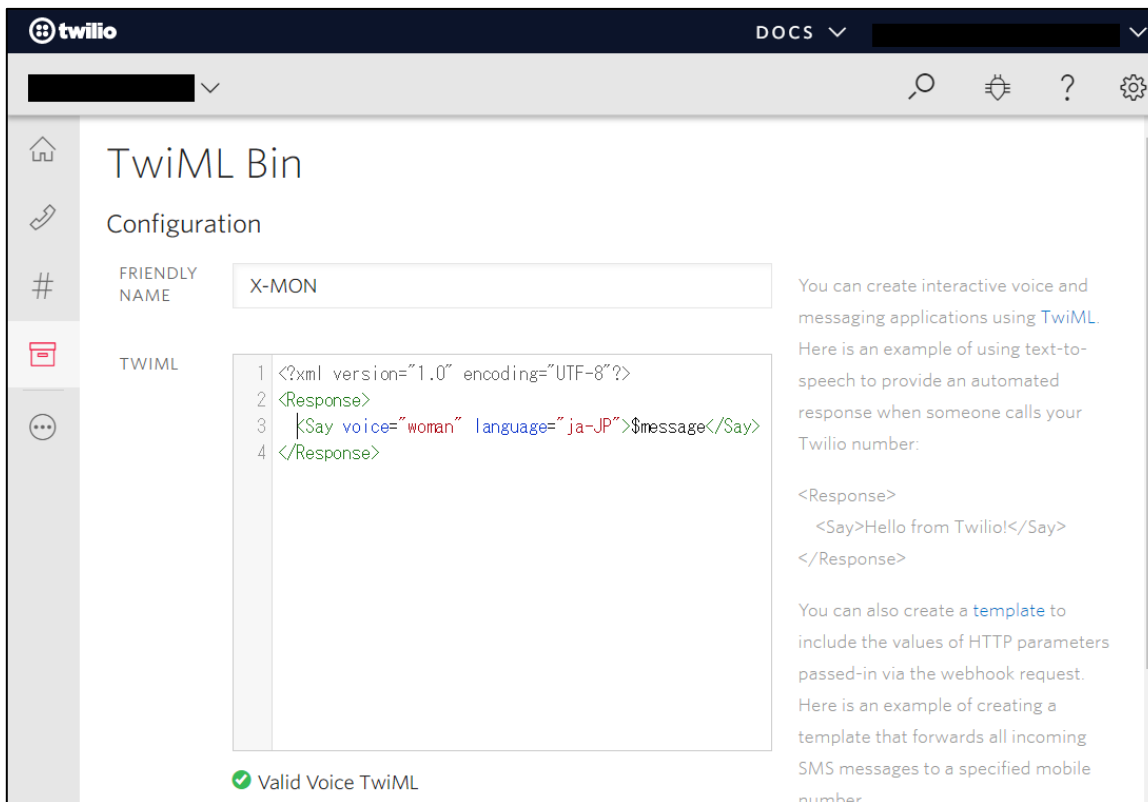 twilio
DOCS
TwiML Bin
Configuration
FRIENDLY
NAME
X-MON
TWIML
1 <?xml version="1.0" encoding="UTF-8"?>
2 <Response>
3 <Say voice="woman" language="ja-JP">$message</Say>
4 </Response>
Valid Voice TwiML
You can create interactive voice and
messaging applications using TwiML.
Here is an example of using text-to-
speech to provide an automated
response when someone calls your
Twilio number:
<Response>
<Say>Hello from Twilio!</Say>
</Response>
You can also create a template to
include the values of HTTP parameters
passed-in via the webhook request.
Here is an example of creating a
template that forwards all incoming
SMS messages to a specified mobile
number